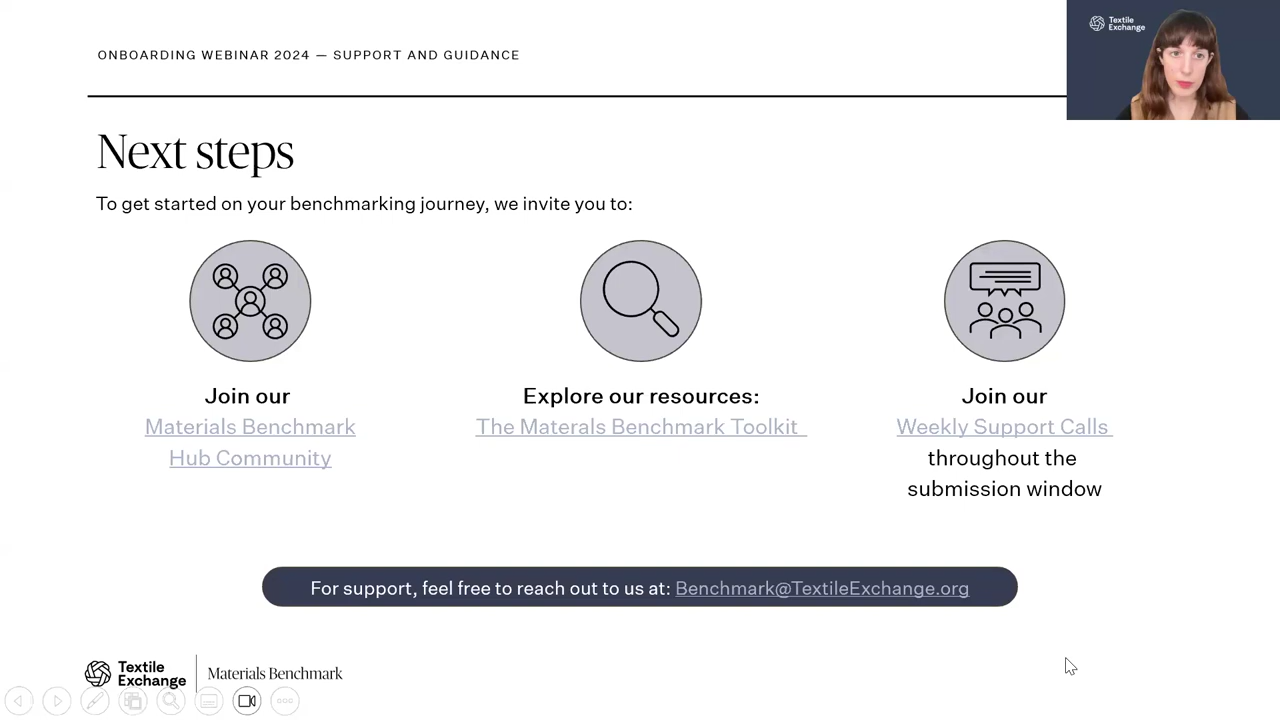 ONBOARDING WEBINAR 2024 — SUPPORT AND GUIDANCE
Textile
Exchange
Next steps
To get started on your benchmarking journey, we invite you to:
Join our
Materials Benchmark
Hub Community
Explore our resources:
The Materals Benchmark Toolkit
Join our
Weekly Support Calls
throughout the
submission window
For support, feel free to reach out to us at: Benchmark@TextileExchange.org
Textile
Exchange
Materials Benchmark